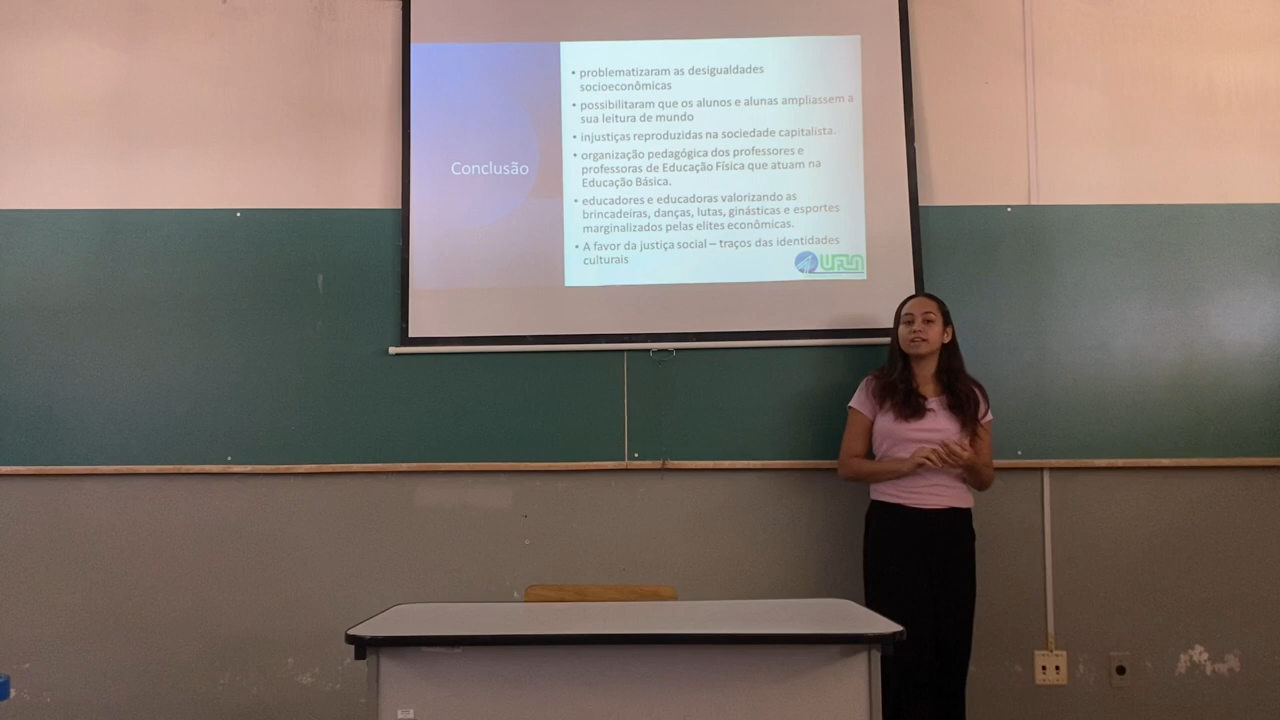 Conclusão
• problematizaram as desigualdades
socioeconômicas
• possibilitaram que os alunos e alunas ampliassem a
sua leitura de mundo
• injustiças reproduzidas na sociedade capitalista.
• organização pedagógica dos professores e
professoras de Educação Física que atuam na
Educação Básica.
• educadores e educadoras valorizando as
brincadeiras, danças, lutas, ginásticas e esportes
marginalizados pelas elites econômicas.
• A favor da justiça social – traços das identidades
culturais